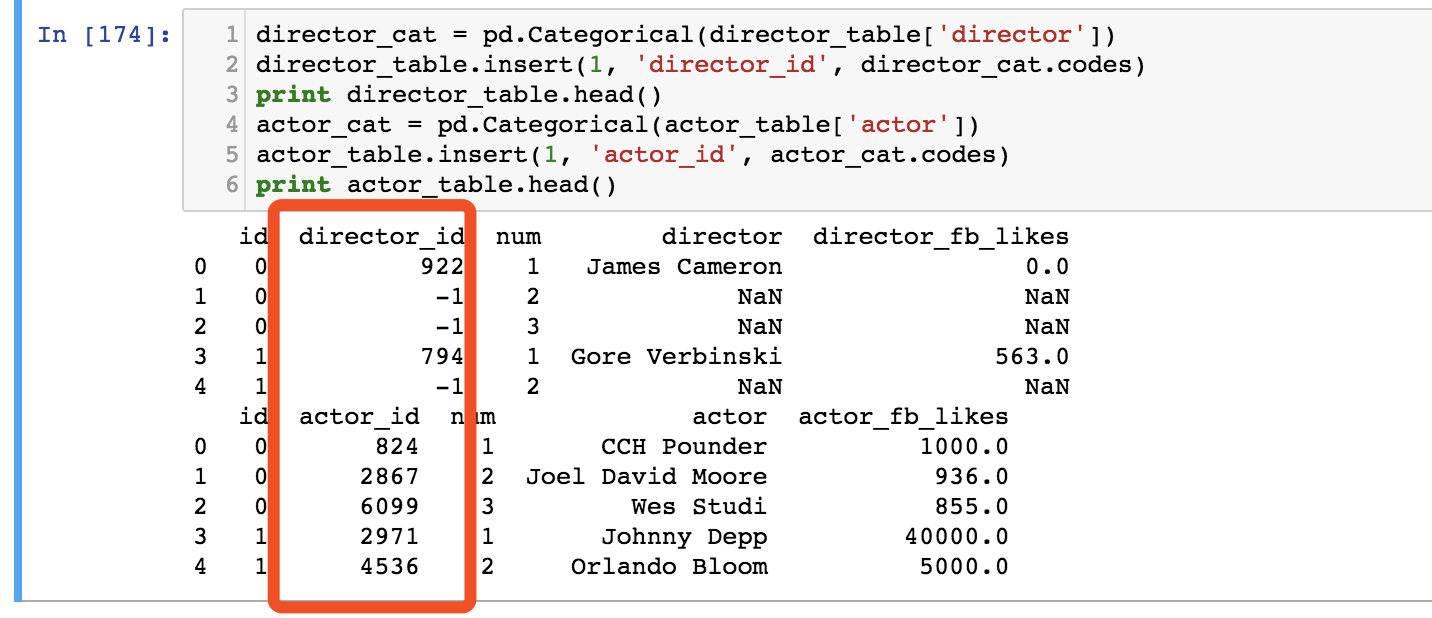 In [174]:
1 director_cat = pd.Categorical(director_table['director'])
2 director_table.insert(1, 'director_id', director_cat.codes)
3 print director_table.head()
4 actor_cat = pd.Categorical(actor_table['actor'])
5 actor_table.insert(1, 'actor_id', actor_cat.codes)
6 print actor_table.head()
id director_id num director director_fb_likes
0 0 922 1 James Cameron 0.0
1 0 -1 2 NaN NaN
2 0 -1 3 NaN NaN
3 1 794 1 Gore Verbinski 563.0
4 1 -1 2 NaN NaN
id actor_id num actor actor_fb_likes
0 0 824 1 CCH Pounder 1000.0
1 0 2867 2 Joel David Moore 936.0
2 0 6099 3 Wes Studi 855.0
3 1 2971 1 Johnny Depp 40000.0
4 1 4536 2 Orlando Bloom 5000.0